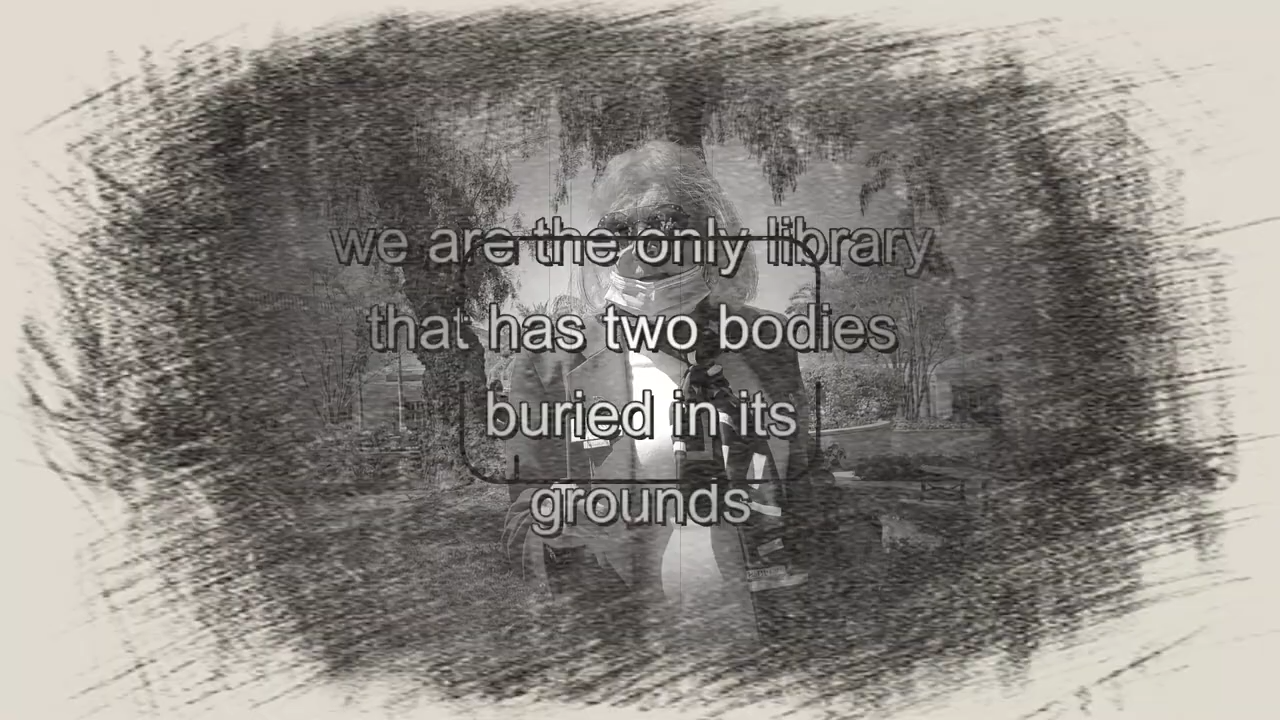 we are the only library
that has two bodies
buried in its
grounds